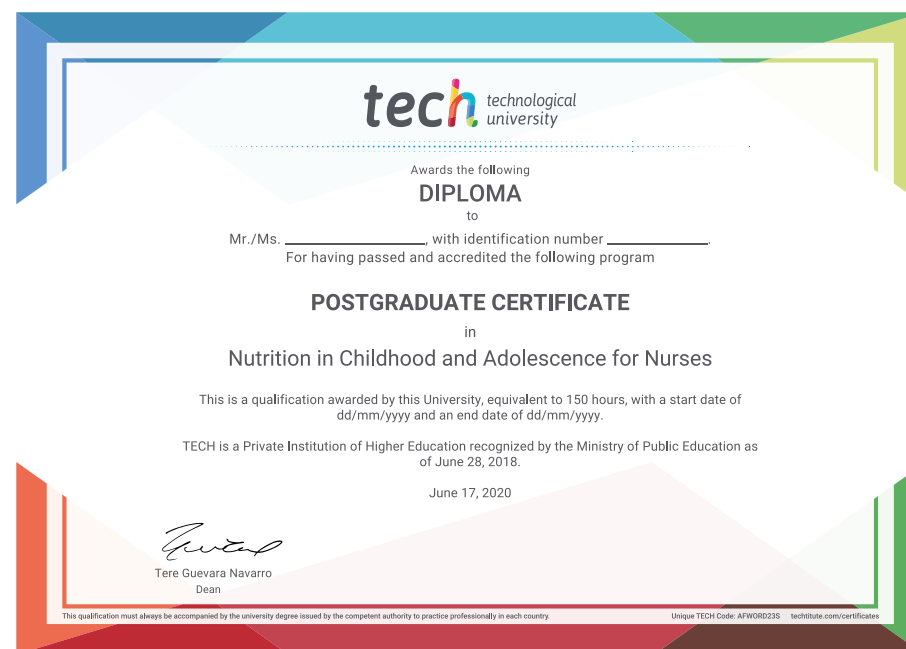 tech technological
university
Awards the following
DIPLOMA
to
Mr./Ms. ________________, with identification number ____________.
For having passed and accredited the following program
POSTGRADUATE CERTIFICATE
in
Nutrition in Childhood and Adolescence for Nurses
This is a qualification awarded by this University, equivalent to 150 hours, with a start date of
dd/mm/yyyy and an end date of dd/mm/yyyy.
TECH is a Private Institution of Higher Education recognized by the Ministry of Public Education as
of June 28, 2018.
June 17, 2020
Tere Guevara Navarro
Dean
This qualification must always be accompanied by the university degree issued by the competent authority to practice professionally in each country. Unique TECH Code: AFWORD23S techtitute.com/certificates